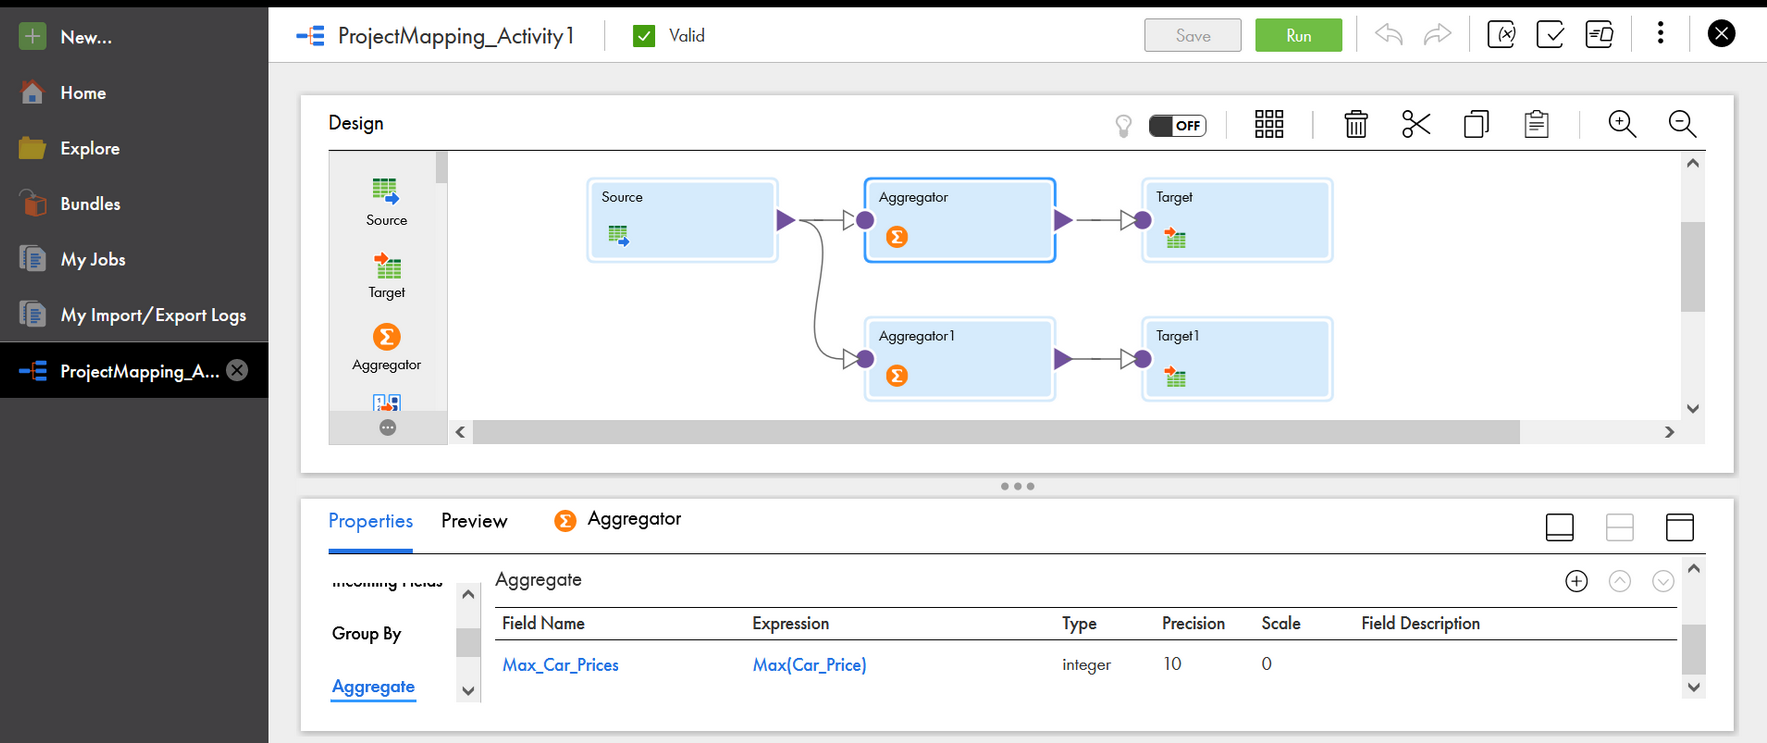 New...
Home
Explore
Bundles
My Jobs
My Import/Export Logs
ProjectMapping_A...
ProjectMapping_Activity1
Valid
Save
Run
Design
OFF
Source
Target
Aggregator
Source
Aggregator
Target
Aggregator1
Target1
Properties
Preview
Aggregator
Incoming Fields
Group By
Aggregate
Aggregate
Field Name Expression Type Precision Scale Field Description
Max_Car_Prices Max(Car_Price) integer 10 0